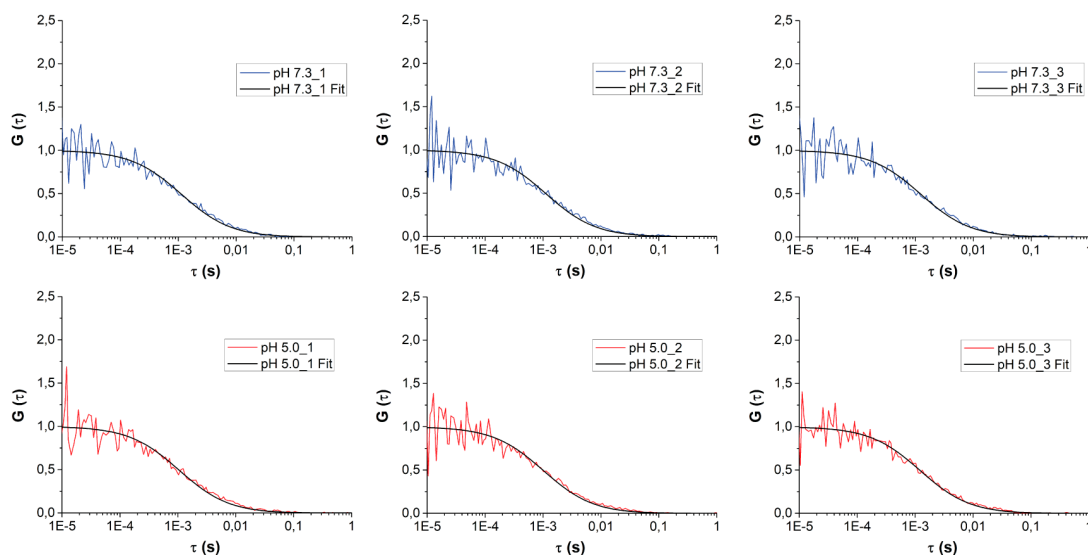 2,5
2,0
1,5
1,0
0,5
0,0
G (τ)
pH 7.3_1
pH 7.3_1 Fit
1E-5 1E-4 1E-3 0,01 0,1 1
τ (s)
2,5
2,0
1,5
1,0
0,5
0,0
G (τ)
pH 7.3_2
pH 7.3_2 Fit
1E-5 1E-4 1E-3 0,01 0,1 1
τ (s)
2,5
2,0
1,5
1,0
0,5
0,0
G (τ)
pH 7.3_3
pH 7.3_3 Fit
1E-5 1E-4 1E-3 0,01 0,1 1
τ (s)
2,5
2,0
1,5
1,0
0,5
0,0
G (τ)
pH 5.0_1
pH 5.0_1 Fit
1E-5 1E-4 1E-3 0,01 0,1 1
τ (s)
2,5
2,0
1,5
1,0
0,5
0,0
G (τ)
pH 5.0_2
pH 5.0_2 Fit
1E-5 1E-4 1E-3 0,01 0,1 1
τ (s)
2,5
2,0
1,5
1,0
0,5
0,0
G (τ)
pH 5.0_3
pH 5.0_3 Fit
1E-5 1E-4 1E-3 0,01 0,1 1
τ (s)